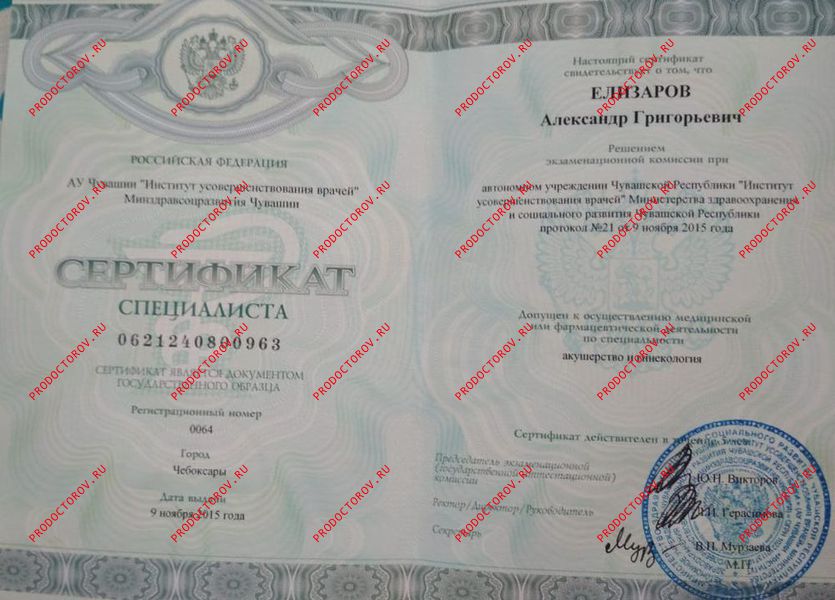 РОССИЙСКАЯ ФЕДЕРАЦИЯ
АУ Чувашии "Институт усовершенствования врачей"
Минздравсоцразвития Чувашии
СЕРТИФИКАТ
СПЕЦИАЛИСТА
0621240800963
СЕРТИФИКАТ ЯВЛЯЕТСЯ ДОКУМЕНТОМ
ГОСУДАРСТВЕННОГО ОБРАЗЦА
Регистрационный номер
0064
Город
Чебоксары
Дата выдачи
9 ноября 2015 года
Настоящий сертификат
свидетельствует о том, что
ЕЛИЗАРОВ
Александр Григорьевич
Решением
экзаменационной комиссии при
автономном учреждении Чувашской Республики "Институт
усовершенствования врачей" Министерства здравоохранения
и социального развития Чувашской Республики
протокол №21 от 9 ноября 2015 года
Допущен к осуществлению медицинской
или фармацевтической деятельности
по специальности
акушерство и гинекология
Сертификат действителен в течение 5 лет
Председатель экзаменационной
(государственной аттестационной)
комиссии
Ю.Н. Викторов
Ректор/Директор/Руководитель
Герасимова
Секретарь
В.П. Мурзаева
М.П.
PRODOCTOROV.RU